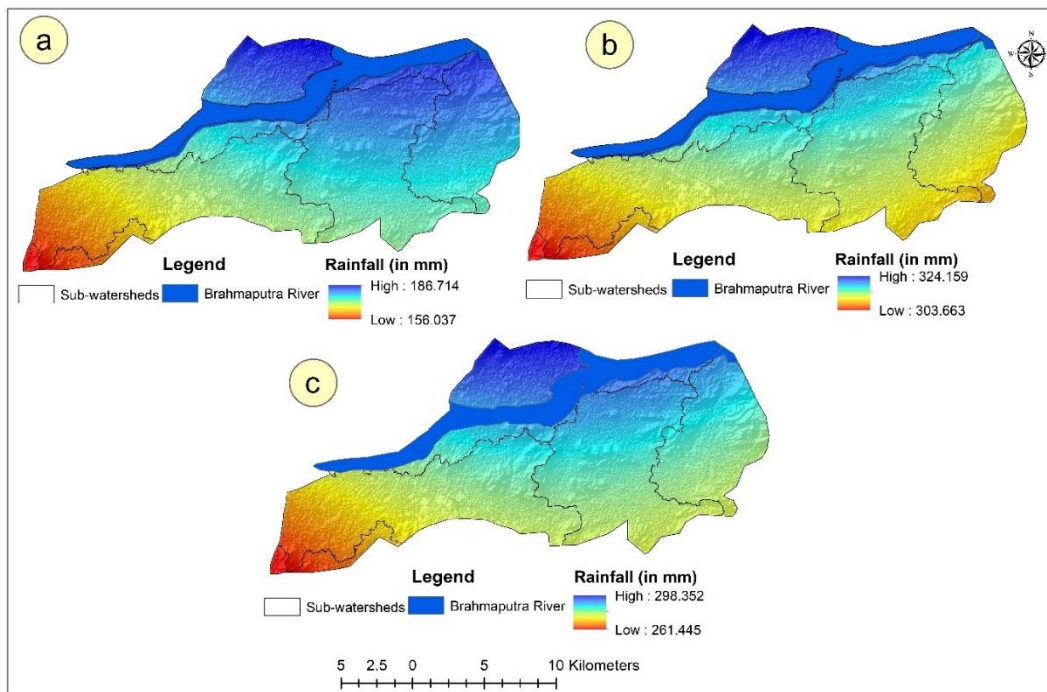 a
Legend
Sub-watersheds
Brahmaputra River
Rainfall (in mm)
High : 186.714
Low : 156.037
b
N
W E
S
Legend
Sub-watersheds
Brahmaputra River
Rainfall (in mm)
High : 324.159
Low : 303.663
c
Legend
Sub-watersheds
Brahmaputra River
Rainfall (in mm)
High : 298.352
Low : 261.445
5 2.5 0 5 10 Kilometers